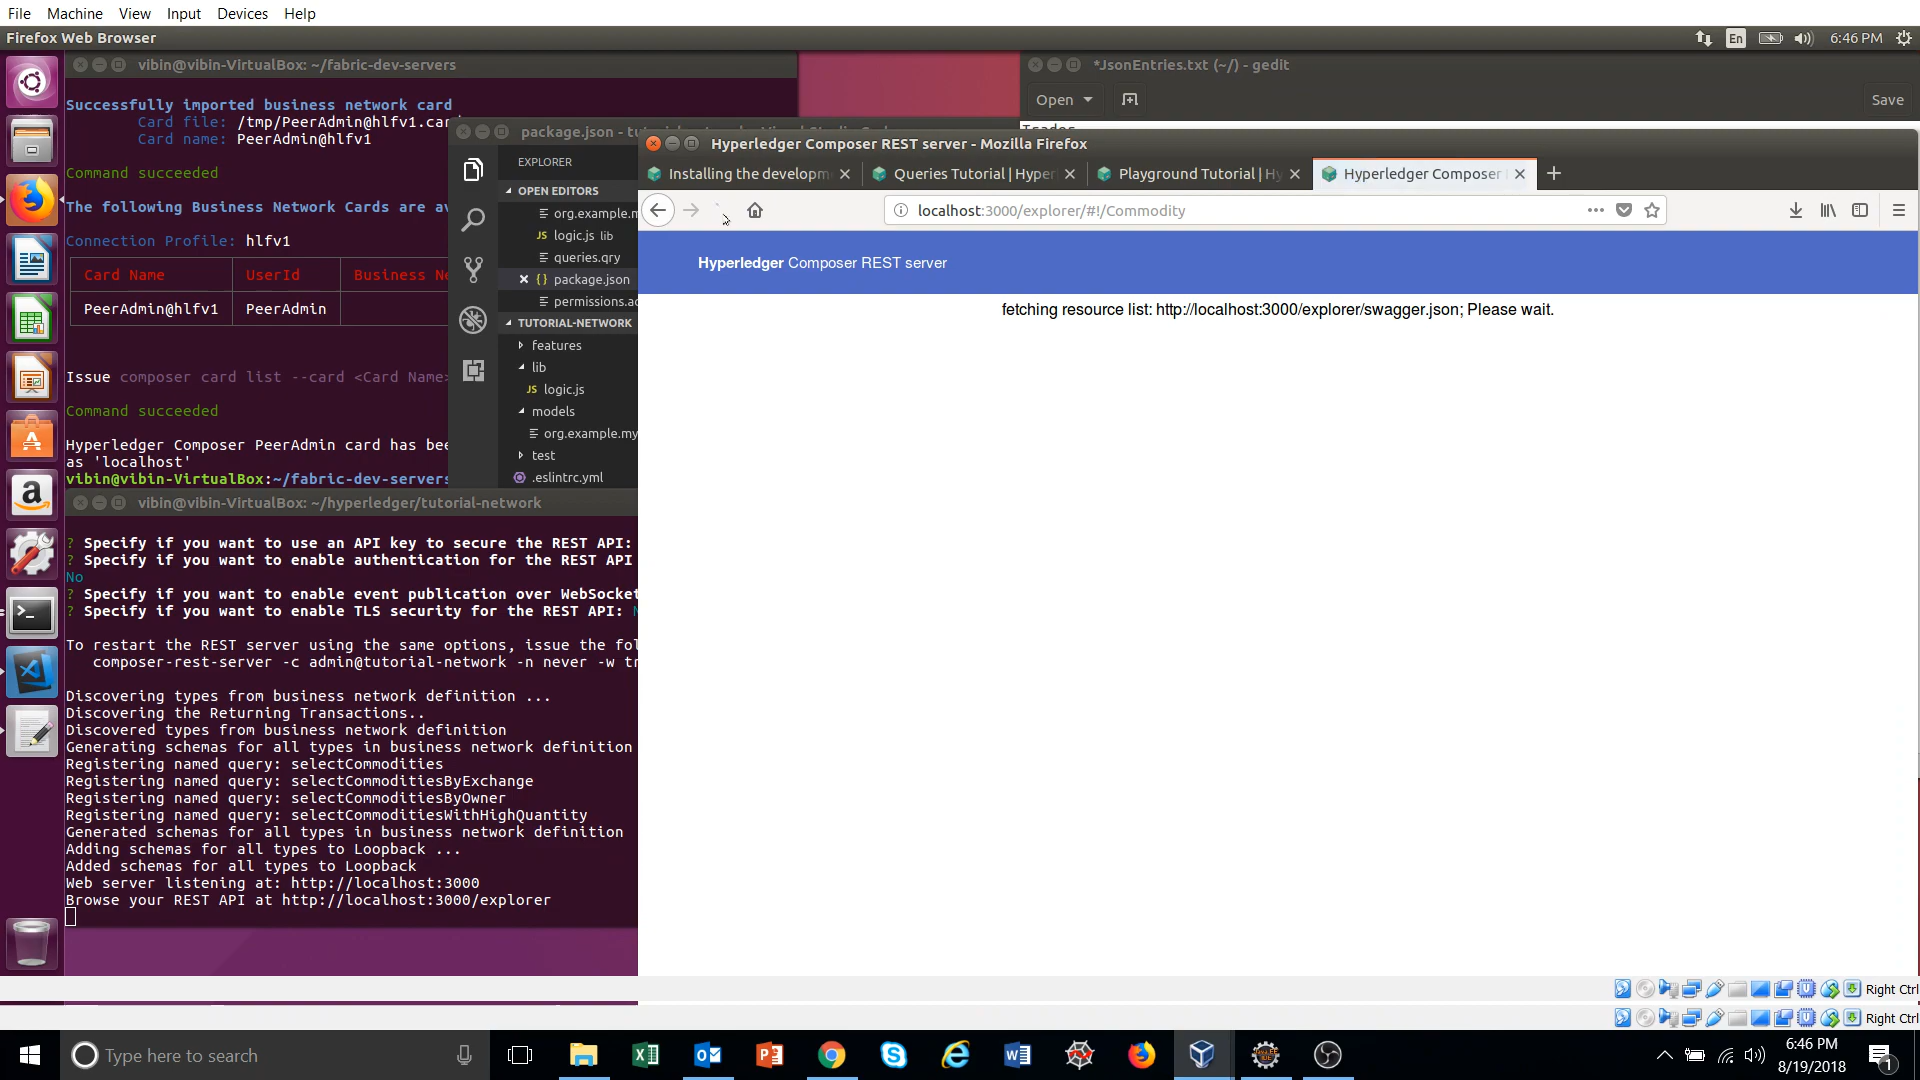 File Machine View Input Devices Help
Firefox Web Browser
En
6:46 PM
vibin@vibin-VirtualBox: ~/fabric-dev-servers
Successfully imported business network card
Card file: /tmp/PeerAdmin@hlfv1.car
Card name: PeerAdmin@hlfv1
Command succeeded
The following Business Network Cards are av
Connection Profile: hlfv1
Card Name UserId Business Ne
PeerAdmin@hlfv1 PeerAdmin
Issue composer card list --card <Card Name>
Command succeeded
Hyperledger Composer PeerAdmin card has bee
as 'localhost'
vibin@vibin-VirtualBox:~/fabric-dev-servers
*JsonEntries.txt (~/) - gedit
Open
Save
package.json - tu
EXPLORER
OPEN EDITORS
org.example.m
JS logic.js lib
queries.qry
{} package.json
permissions.ac
TUTORIAL-NETWORK
features
lib
JS logic.js
models
org.example.my
test
.eslintrc.yml
Hyperledger Composer REST server - Mozilla Firefox
Installing the developm
Queries Tutorial | Hyper
Playground Tutorial | Hy
Hyperledger Composer
localhost:3000/explorer/#!/Commodity
Hyperledger Composer REST server
fetching resource list: http://localhost:3000/explorer/swagger.json; Please wait.
vibin@vibin-VirtualBox: ~/hyperledger/tutorial-network
? Specify if you want to use an API key to secure the REST API:
? Specify if you want to enable authentication for the REST API
No
? Specify if you want to enable event publication over WebSocket
? Specify if you want to enable TLS security for the REST API: N
To restart the REST server using the same options, issue the fol
composer-rest-server -c admin@tutorial-network -n never -w tr
Discovering types from business network definition ...
Discovering the Returning Transactions..
Discovered types from business network definition
Generating schemas for all types in business network definition
Registering named query: selectCommodities
Registering named query: selectCommoditiesByExchange
Registering named query: selectCommoditiesByOwner
Registering named query: selectCommoditiesWithHighQuantity
Generated schemas for all types in business network definition
Adding schemas for all types to Loopback ...
Added schemas for all types to Loopback
Web server listening at: http://localhost:3000
Browse your REST API at http://localhost:3000/explorer
Right Ctrl
Right Ctrl
Type here to search
6:46 PM
8/19/2018
1